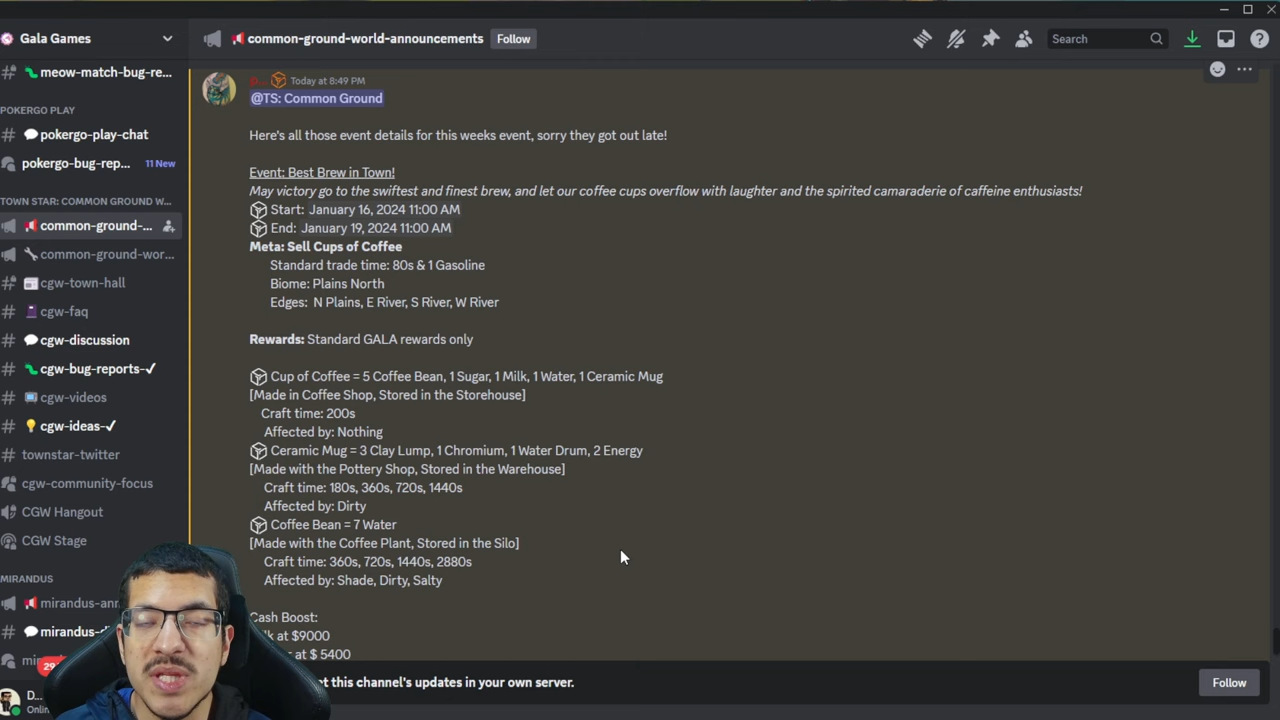 Gala Games
common-ground-world-announcements
Follow
Search
meow-match-bug-re...
POKERGO PLAY
pokergo-play-chat
pokergo-bug-rep...
11 New
TOWN STAR: COMMON GROUND W...
common-ground-...
common-ground-wor...
cgw-town-hall
cgw-faq
cgw-discussion
cgw-bug-reports-✓
cgw-videos
cgw-ideas-✓
townstar-twitter
cgw-community-focus
CGW Hangout
CGW Stage
MIRANDUS
mirandus-an
mirandus-di
29
D...
Onlin
D...
Today at 8:49 PM
@TS: Common Ground
Here's all those event details for this weeks event, sorry they got out late!
Event: Best Brew in Town!
May victory go to the swiftest and finest brew, and let our coffee cups overflow with laughter and the spirited camaraderie of caffeine enthusiasts!
Start: January 16, 2024 11:00 AM
End: January 19, 2024 11:00 AM
Meta: Sell Cups of Coffee
Standard trade time: 80s & 1 Gasoline
Biome: Plains North
Edges: N Plains, E River, S River, W River
Rewards: Standard GALA rewards only
Cup of Coffee = 5 Coffee Bean, 1 Sugar, 1 Milk, 1 Water, 1 Ceramic Mug
[Made in Coffee Shop, Stored in the Storehouse]
Craft time: 200s
Affected by: Nothing
Ceramic Mug = 3 Clay Lump, 1 Chromium, 1 Water Drum, 2 Energy
[Made with the Pottery Shop, Stored in the Warehouse]
Craft time: 180s, 360s, 720s, 1440s
Affected by: Dirty
Coffee Bean = 7 Water
[Made with the Coffee Plant, Stored in the Silo]
Craft time: 360s, 720s, 1440s, 2880s
Affected by: Shade, Dirty, Salty
Cash Boost:
lk at $9000
at $ 5400
t this channel's updates in your own server.
Follow